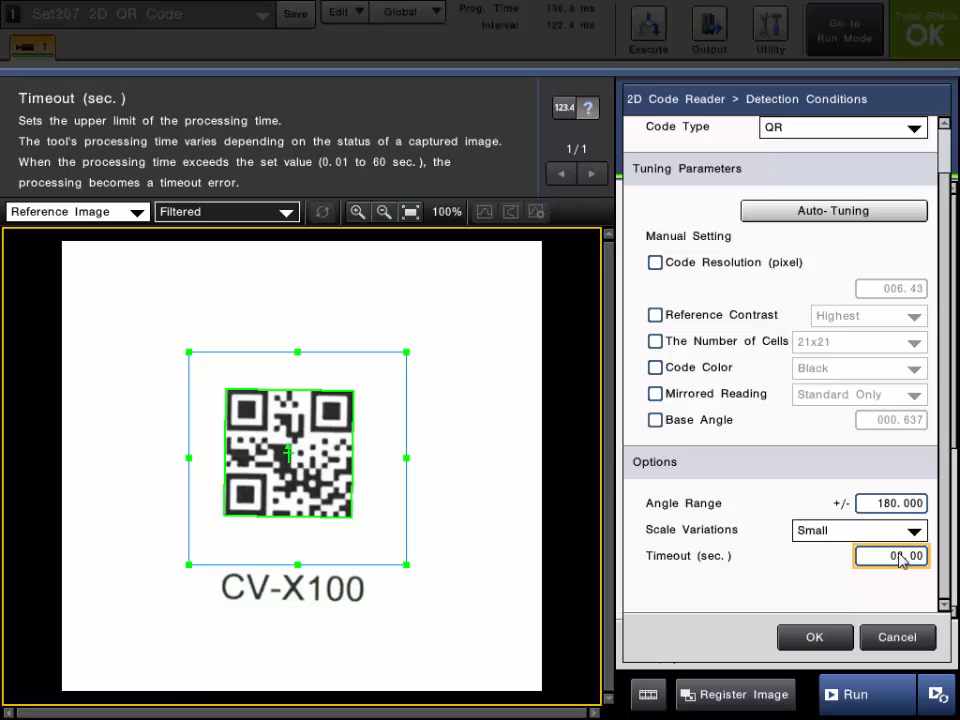 1 Set207 2D QR Code Save Edit Global Prog. Time 136.3 ms
Interval 122.4 ms
Execute Output Utility
Go to
Run Mode
Total Status
OK
1
Timeout (sec.)
Sets the upper limit of the processing time.
The tool's processing time varies depending on the status of a captured image.
When the processing time exceeds the set value (0.01 to 60 sec.), the
processing becomes a timeout error.
123.4 ?
1/1
Reference Image Filtered 100%
CV-X100
2D Code Reader > Detection Conditions
Code Type QR
Tuning Parameters
Auto-Tuning
Manual Setting
Code Resolution (pixel)
006.43
Reference Contrast Highest
The Number of Cells 21x21
Code Color Black
Mirrored Reading Standard Only
Base Angle 000.637
Options
Angle Range +/- 180.000
Scale Variations Small
Timeout (sec.)
OK Cancel
Register Image Run